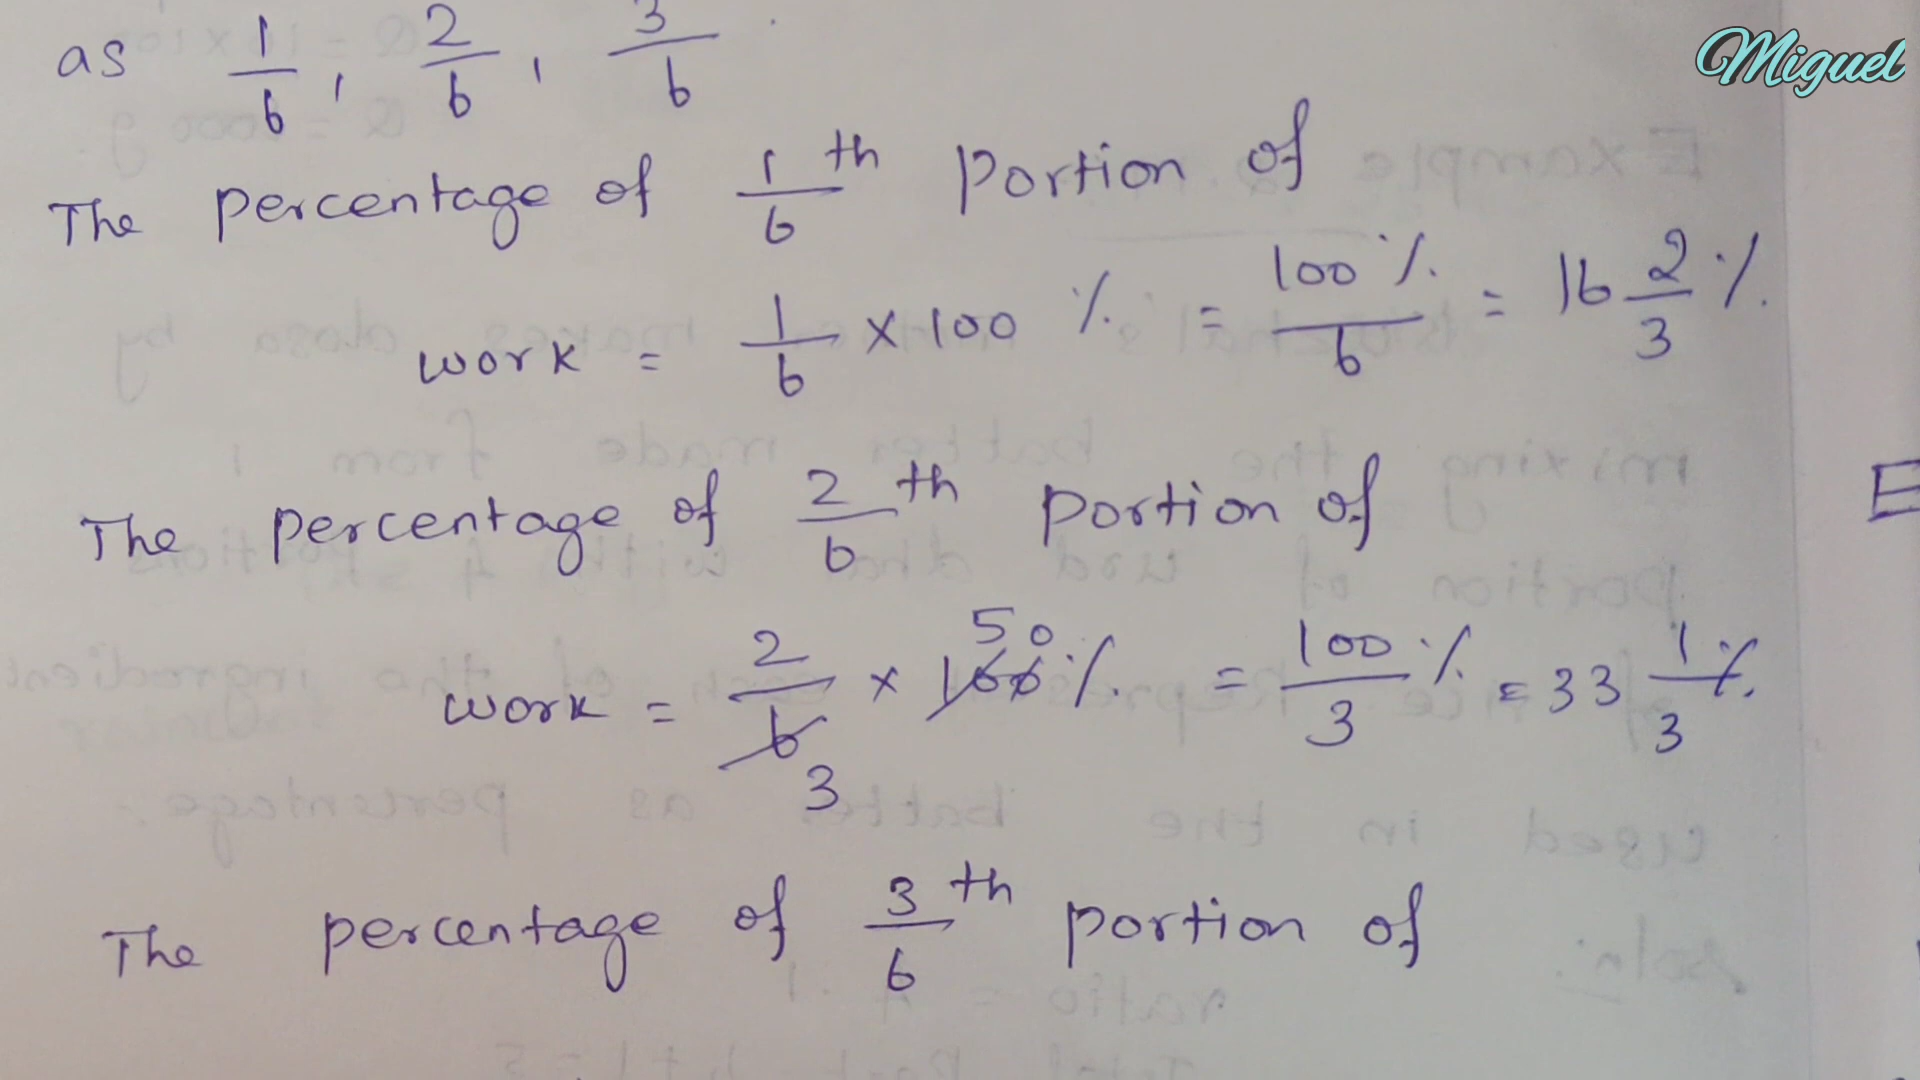 Miguel
as 1/6, 2/6, 3/6
The percentage of 1/6 th portion of
work = 1/6 × 100 % = 100 %/6 = 16 2/3 %
The percentage of 2/6 th portion of
work = 2/6 × 100 % = 100/3 % = 33 1/3 %
50
3
The percentage of 3/6 th portion of
E